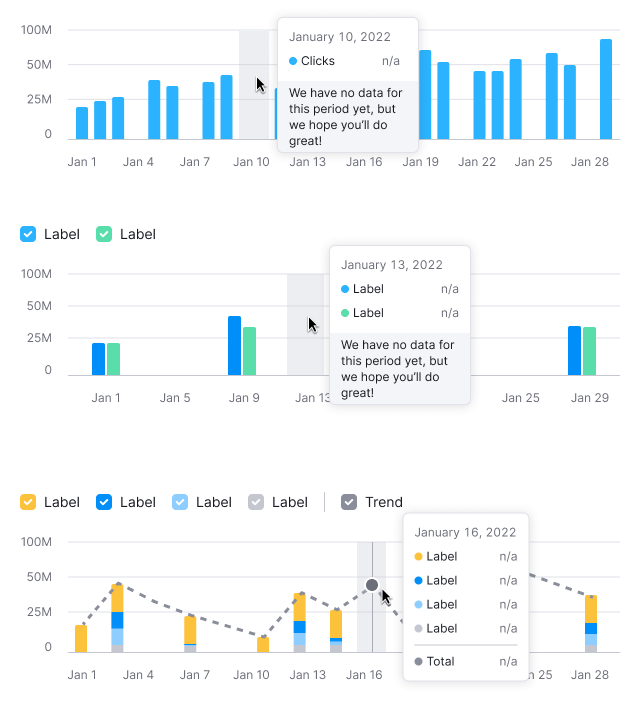 100M
50M
25M
0
January 10, 2022
Clicks n/a
We have no data for
this period yet, but
we hope you'll do
great!
Jan 1 Jan 4 Jan 7 Jan 10 Jan 13 Jan 16 Jan 19 Jan 22 Jan 25 Jan 28
Label Label
100M
50M
25M
0
January 13, 2022
Label n/a
Label n/a
We have no data for
this period yet, but
we hope you'll do
great!
Jan 1 Jan 5 Jan 9 Jan 13 Jan 25 Jan 29
Label Label Label Label Trend
100M
50M
25M
0
January 16, 2022
Label n/a
Label n/a
Label n/a
Label n/a
Total n/a
Jan 1 Jan 4 Jan 7 Jan 10 Jan 13 Jan 16 25 Jan 28